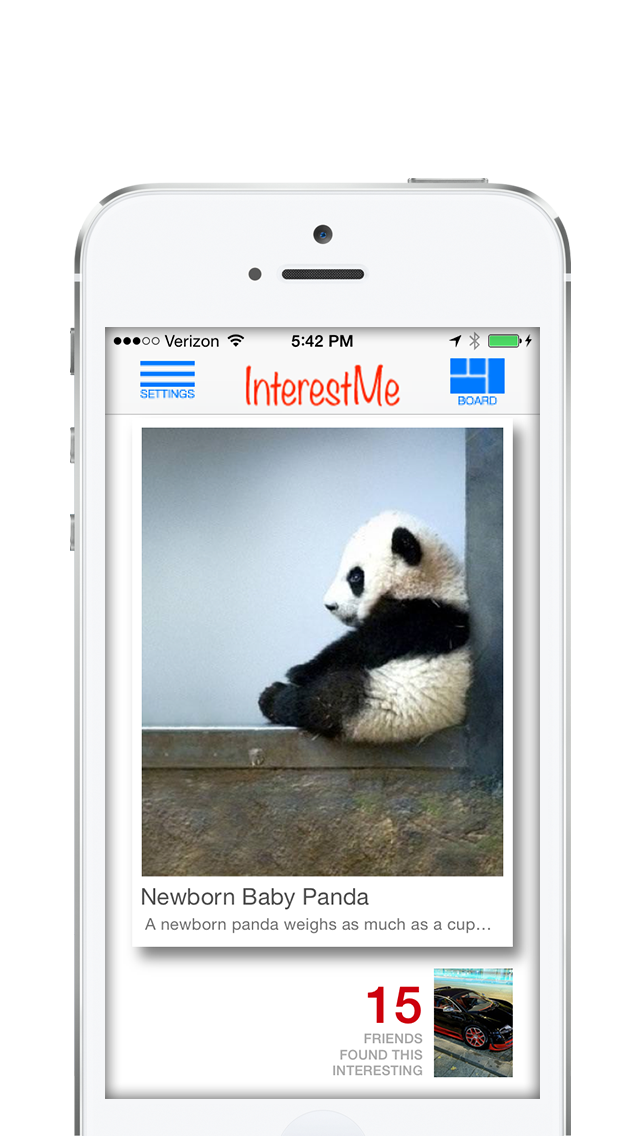 ●●●○○ Verizon 5:42 PM
SETTINGS
InterestMe
BOARD
Newborn Baby Panda
A newborn panda weighs as much as a cup...
15
FRIENDS
FOUND THIS
INTERESTING